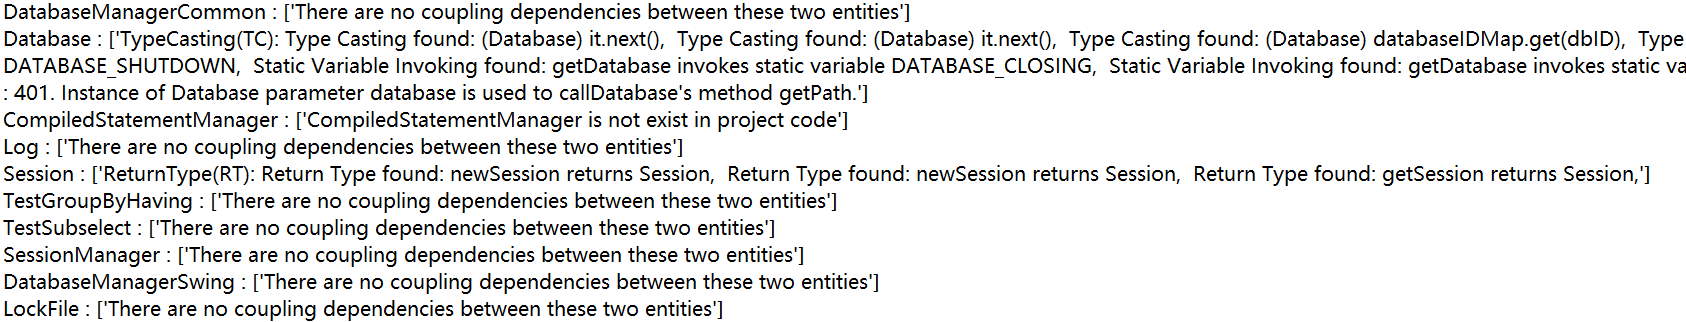 DatabaseManagerCommon : ['There are no coupling dependencies between these two entities']
Database : ['TypeCasting(TC): Type Casting found: (Database) it.next(),  Type Casting found: (Database) it.next(),  Type Casting found: (Database) databaseIDMap.get(dbID),  Type
DATABASE_SHUTDOWN,  Static Variable Invoking found: getDatabase invokes static variable DATABASE_CLOSING,  Static Variable Invoking found: getDatabase invokes static va
: 401. Instance of Database parameter database is used to callDatabase's method getPath.']
CompiledStatementManager : ['CompiledStatementManager is not exist in project code']
Log : ['There are no coupling dependencies between these two entities']
Session : ['ReturnType(RT): Return Type found: newSession returns Session,  Return Type found: newSession returns Session,  Return Type found: getSession returns Session,']
TestGroupByHaving : ['There are no coupling dependencies between these two entities']
TestSubselect : ['There are no coupling dependencies between these two entities']
SessionManager : ['There are no coupling dependencies between these two entities']
DatabaseManagerSwing : ['There are no coupling dependencies between these two entities']
LockFile : ['There are no coupling dependencies between these two entities']